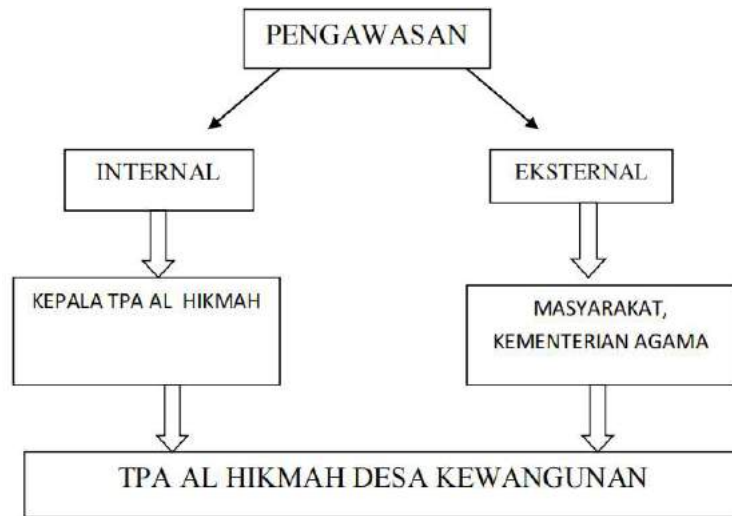 PENGAWASAN
INTERNAL
EKSTERNAL
KEPALA TPA AL HIKMAH
MASYARAKAT,
KEMENTERIAN AGAMA
TPA AL HIKMAH DESA KEWANGUNAN